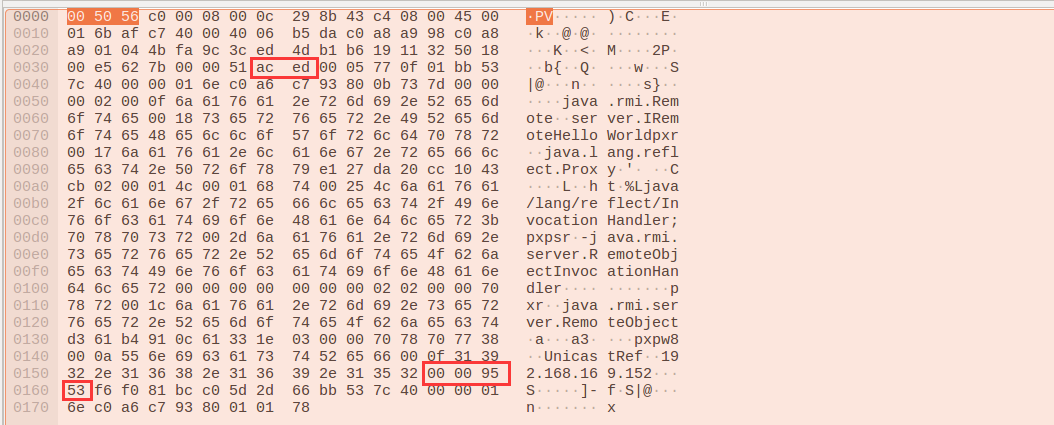 0000 00 50 56 c0 00 08 00 0c 29 8b 43 c4 08 00 45 00 ·PV····· )·C···E·
0010 01 6b af c7 40 00 40 06 b5 da c0 a8 a9 98 c0 a8 ·k··@·@· ········
0020 a9 01 04 4b fa 9c 3c ed 4d b1 b6 19 11 32 50 18 ···K··<· M····2P·
0030 00 e5 62 7b 00 00 51 ac ed 00 05 77 0f 01 bb 53 ··b{··Q· ···w···S
0040 7c 40 00 00 01 6e c0 a6 c7 93 80 0b 73 7d 00 00 |@···n·· ····s}··
0050 00 02 00 0f 6a 61 76 61 2e 72 6d 69 2e 52 65 6d ····java .rmi.Rem
0060 6f 74 65 00 18 73 65 72 76 65 72 2e 49 52 65 6d ote··ser ver.IRem
0070 6f 74 65 48 65 6c 6c 6f 57 6f 72 6c 64 70 78 72 oteHello Worldpxr
0080 00 17 6a 61 76 61 2e 6c 61 6e 67 2e 72 65 66 6c ··java.l ang.refl
0090 65 63 74 2e 50 72 6f 78 79 e1 27 da 20 cc 10 43 ect.Prox y·'· ··C
00a0 cb 02 00 01 4c 00 01 68 74 00 25 4c 6a 61 76 61 ····L··h t·%Ljava
00b0 2f 6c 61 6e 67 2f 72 65 66 6c 65 63 74 2f 49 6e /lang/re flect/In
00c0 76 6f 63 61 74 69 6f 6e 48 61 6e 64 6c 65 72 3b vocation Handler;
00d0 70 78 70 73 72 00 2d 6a 61 76 61 2e 72 6d 69 2e pxpsr·-j ava.rmi.
00e0 73 65 72 76 65 72 2e 52 65 6d 6f 74 65 4f 62 6a server.R emoteObj
00f0 65 63 74 49 6e 76 6f 63 61 74 69 6f 6e 48 61 6e ectInvoc ationHan
0100 64 6c 65 72 00 00 00 00 00 00 00 02 02 00 00 70 dler···· ·······p
0110 78 72 00 1c 6a 61 76 61 2e 72 6d 69 2e 73 65 72 xr··java .rmi.ser
0120 76 65 72 2e 52 65 6d 6f 74 65 4f 62 6a 65 63 74 ver.Remo teObject
0130 d3 61 b4 91 0c 61 33 1e 03 00 00 70 78 70 77 38 ·a···a3· ···pxpw8
0140 00 0a 55 6e 69 63 61 73 74 52 65 66 00 0f 31 39 ··Unicas tRef··19
0150 32 2e 31 36 38 2e 31 36 39 2e 31 35 32 00 00 95 2.168.16 9.152···
0160 53 f6 f0 81 bc c0 5d 2d 66 bb 53 7c 40 00 00 01 S·····]- f·S|@···
0170 6e c0 a6 c7 93 80 01 01 78 n······· x